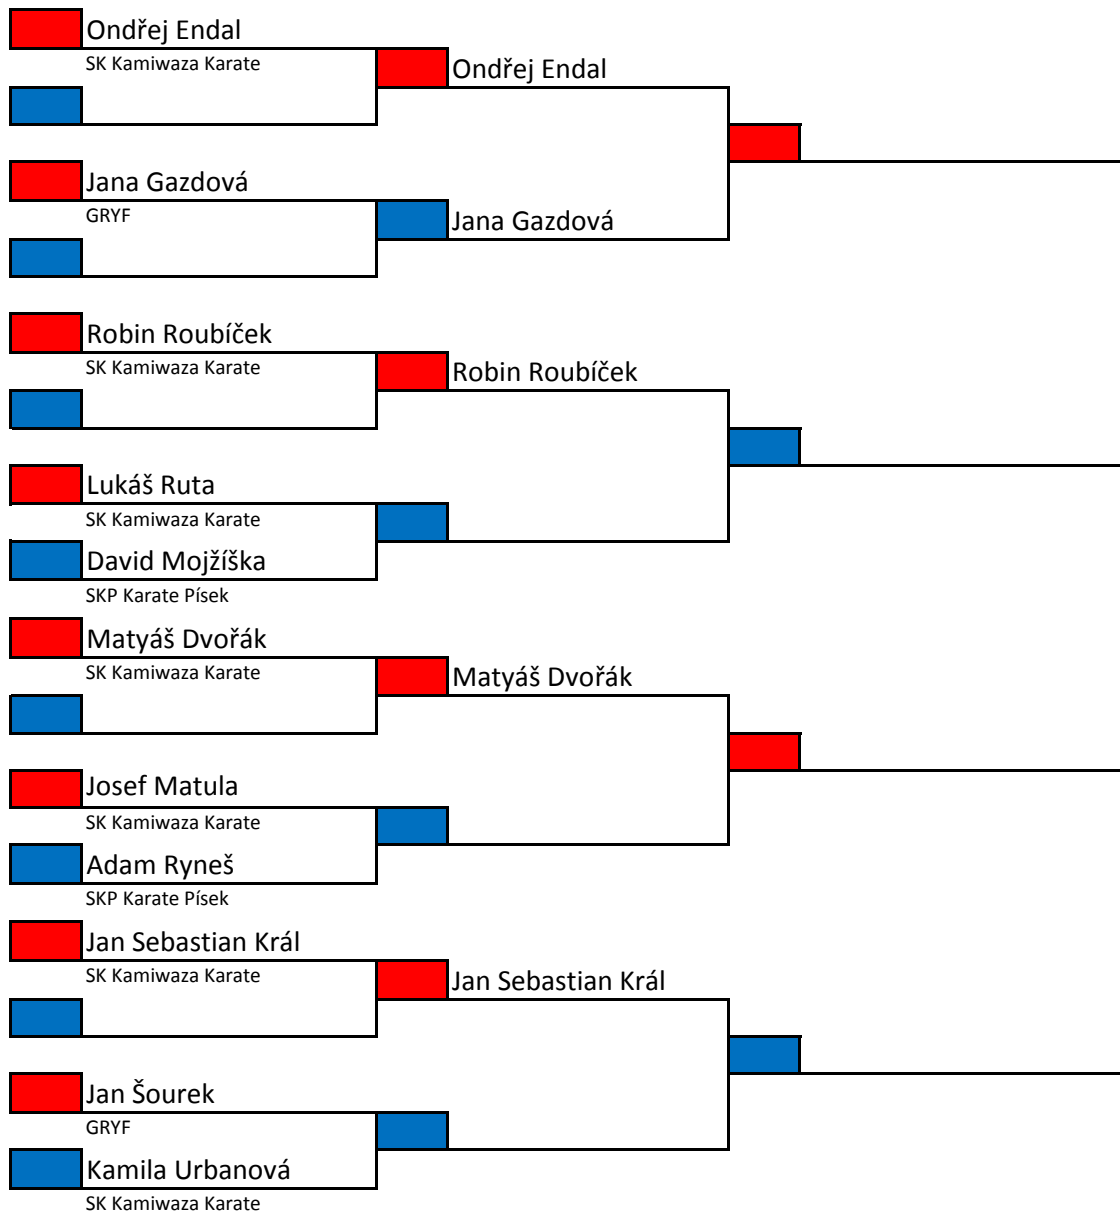 Ondřej Endal
SK Kamiwaza Karate
Ondřej Endal
Jana Gazdová
GRYF
Jana Gazdová
Robin Roubíček
SK Kamiwaza Karate
Robin Roubíček
Lukáš Ruta
SK Kamiwaza Karate
David Mojžíška
SKP Karate Písek
Matyáš Dvořák
SK Kamiwaza Karate
Matyáš Dvořák
Josef Matula
SK Kamiwaza Karate
Adam Ryneš
SKP Karate Písek
Jan Sebastian Král
SK Kamiwaza Karate
Jan Sebastian Král
Jan Šourek
GRYF
Kamila Urbanová
SK Kamiwaza Karate